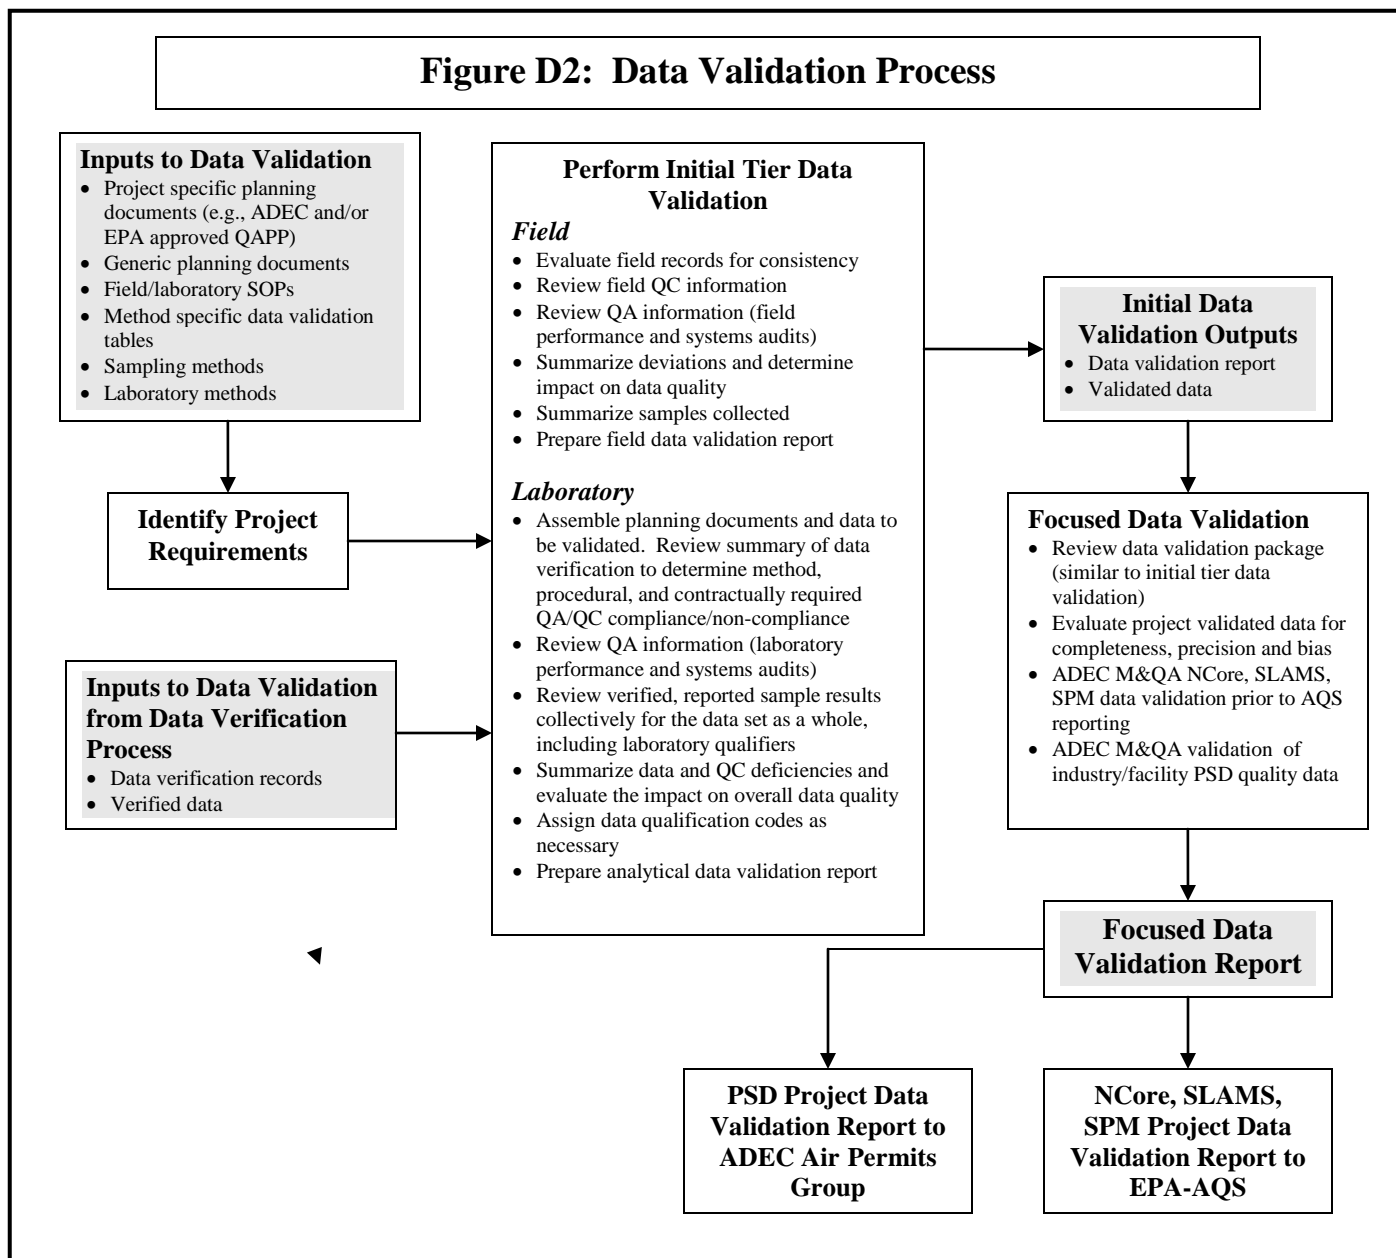 Figure D2:  Data Validation Process
Inputs to Data Validation
• Project specific planning
documents (e.g., ADEC and/or
EPA approved QAPP)
• Generic planning documents
• Field/laboratory SOPs
• Method specific data validation
tables
• Sampling methods
• Laboratory methods
Identify Project
Requirements
Inputs to Data Validation
from Data Verification
Process
• Data verification records
• Verified data
Perform Initial Tier Data
Validation
Field
• Evaluate field records for consistency
• Review field QC information
• Review QA information (field
performance and systems audits)
• Summarize deviations and determine
impact on data quality
• Summarize samples collected
• Prepare field data validation report
Laboratory
• Assemble planning documents and data to
be validated.  Review summary of data
verification to determine method,
procedural, and contractually required
QA/QC compliance/non-compliance
• Review QA information (laboratory
performance and systems audits)
• Review verified, reported sample results
collectively for the data set as a whole,
including laboratory qualifiers
• Summarize data and QC deficiencies and
evaluate the impact on overall data quality
• Assign data qualification codes as
necessary
• Prepare analytical data validation report
Initial Data
Validation Outputs
• Data validation report
• Validated data
Focused Data Validation
• Review data validation package
(similar to initial tier data
validation)
• Evaluate project validated data for
completeness, precision and bias
• ADEC M&QA NCore, SLAMS,
SPM data validation prior to AQS
reporting
• ADEC M&QA validation  of
industry/facility PSD quality data
Focused Data
Validation Report
PSD Project Data
Validation Report to
ADEC Air Permits
Group
NCore, SLAMS,
SPM Project Data
Validation Report to
EPA-AQS